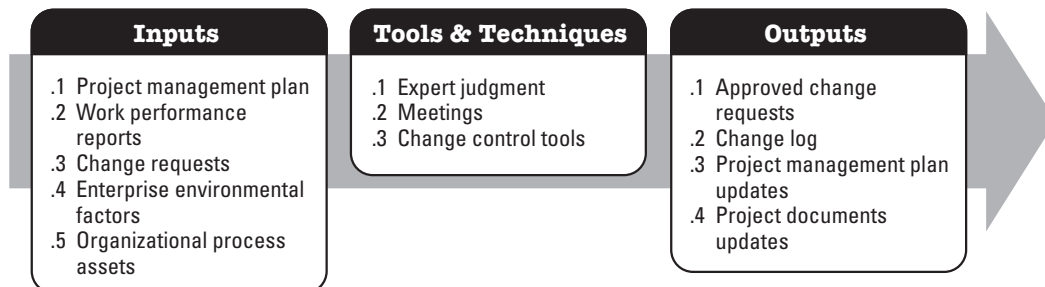 Inputs
.1 Project management plan
.2 Work performance
reports
.3 Change requests
.4 Enterprise environmental
factors
.5 Organizational process
assets
Tools & Techniques
.1 Expert judgment
.2 Meetings
.3 Change control tools
Outputs
.1 Approved change
requests
.2 Change log
.3 Project management plan
updates
.4 Project documents
updates